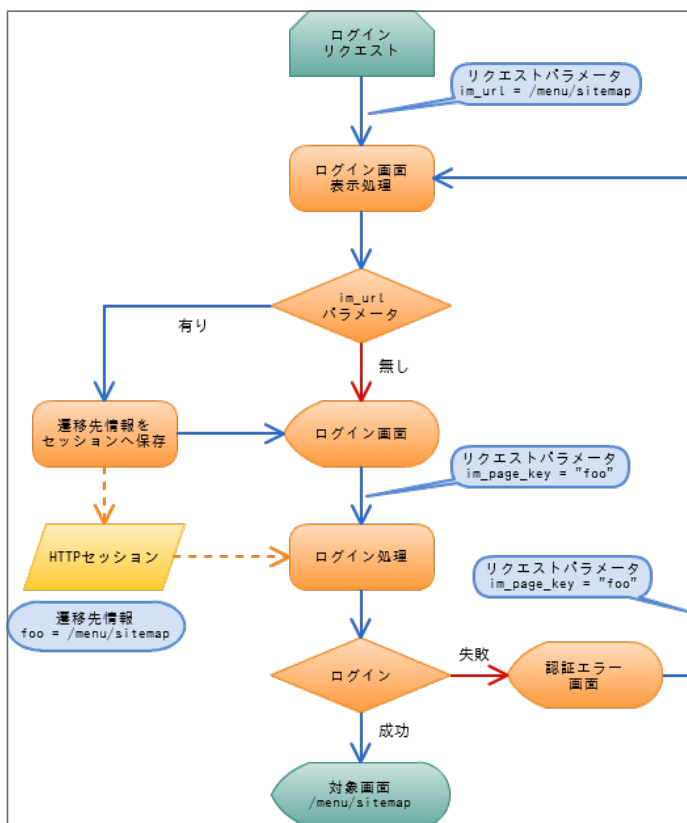 ログイン
リクエスト
リクエストパラメータ
im_url = /menu/sitemap
ログイン画面
表示処理
im_url
パラメータ
有り
無し
遷移先情報を
セッションへ保存
ログイン画面
リクエストパラメータ
im_page_key = "foo"
HTTPセッション
ログイン処理
リクエストパラメータ
im_page_key = "foo"
遷移先情報
foo = /menu/sitemap
ログイン
失敗
認証エラー
画面
成功
対象画面
/menu/sitemap